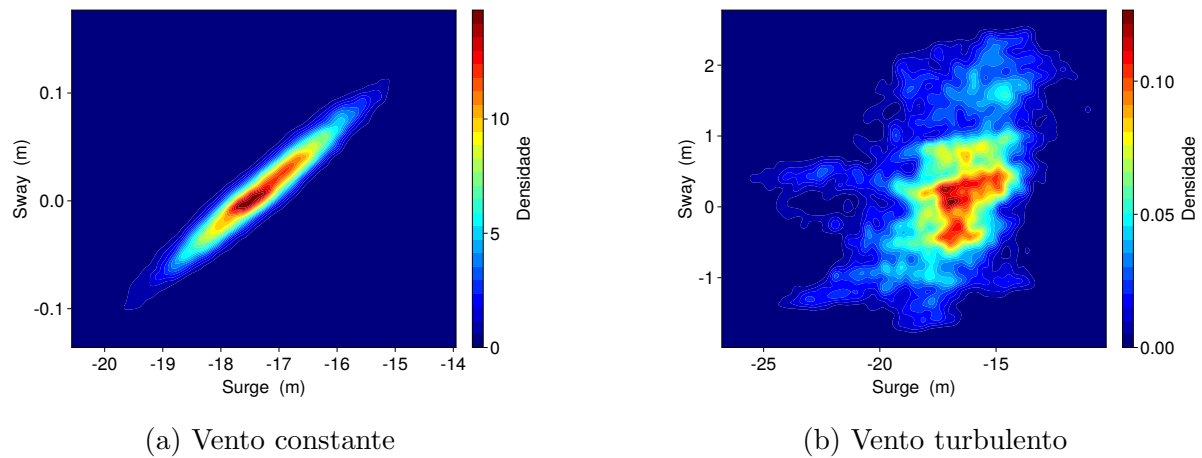 0.1
0.0
-0.1
Sway (m)
-20 -19 -18 -17 -16 -15 -14
Surge (m)
10
5
0
Densidade
(a) Vento constante
2
1
0
-1
Sway (m)
-25 -20 -15
Surge (m)
0.10
0.05
0.00
Densidade
(b) Vento turbulento